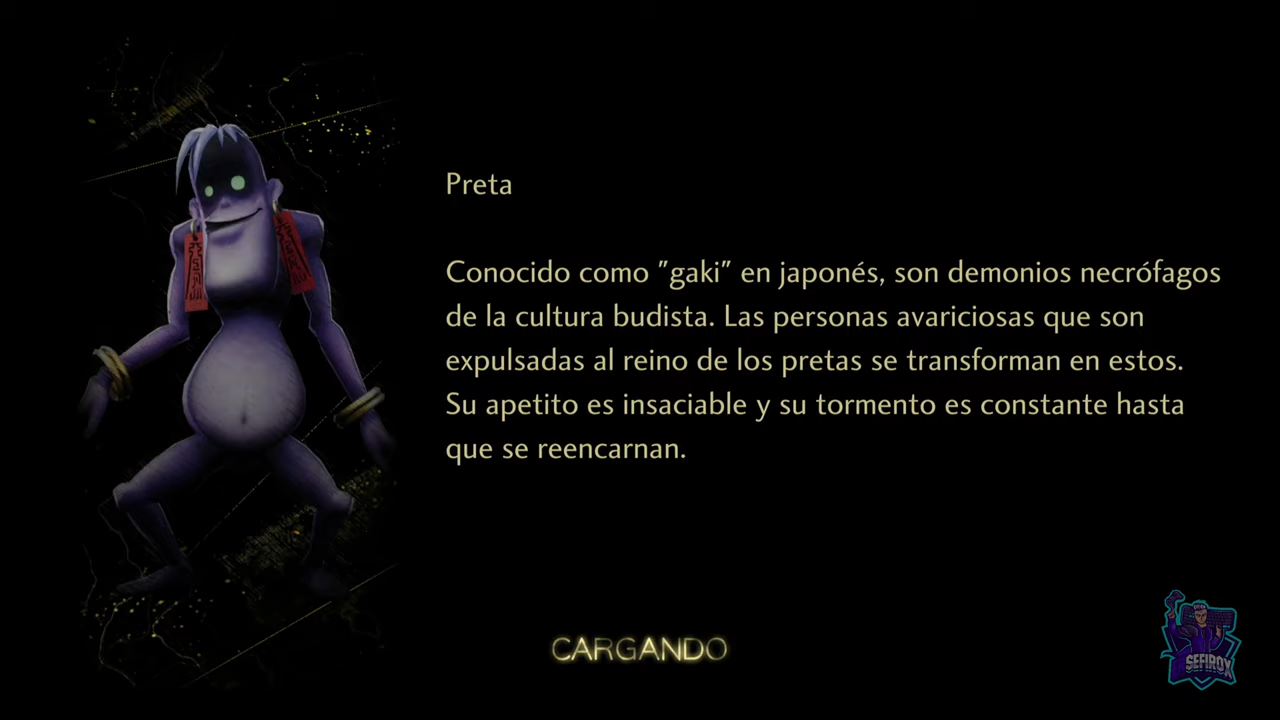 Preta
Conocido como "gaki" en japonés, son demonios necrófagos
de la cultura budista. Las personas avariciosas que son
expulsadas al reino de los pretas se transforman en estos.
Su apetito es insaciable y su tormento es constante hasta
que se reencarnan.
CARGANDO
SEFIROX